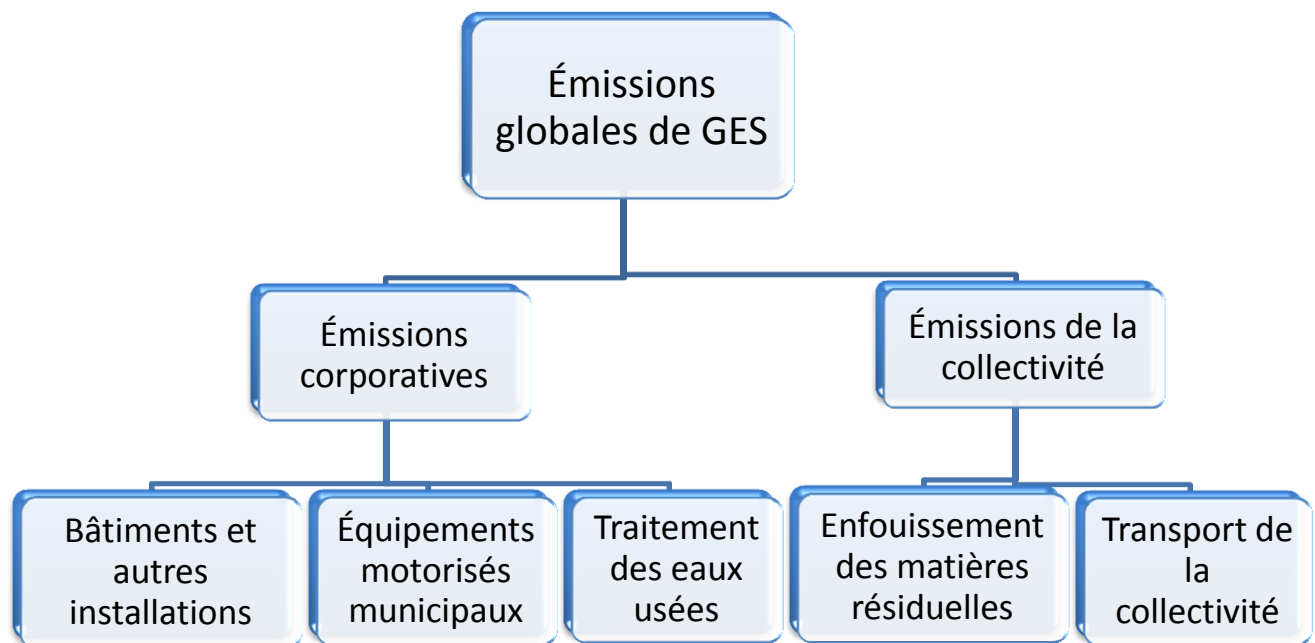 Émissions
globales de GES
Émissions
corporatives
Émissions de la
collectivité
Bâtiments et
autres
installations
Équipements
motorisés
municipaux
Traitement
des eaux
usées
Enfouissement
des matières
résiduelles
Transport de
la
collectivité